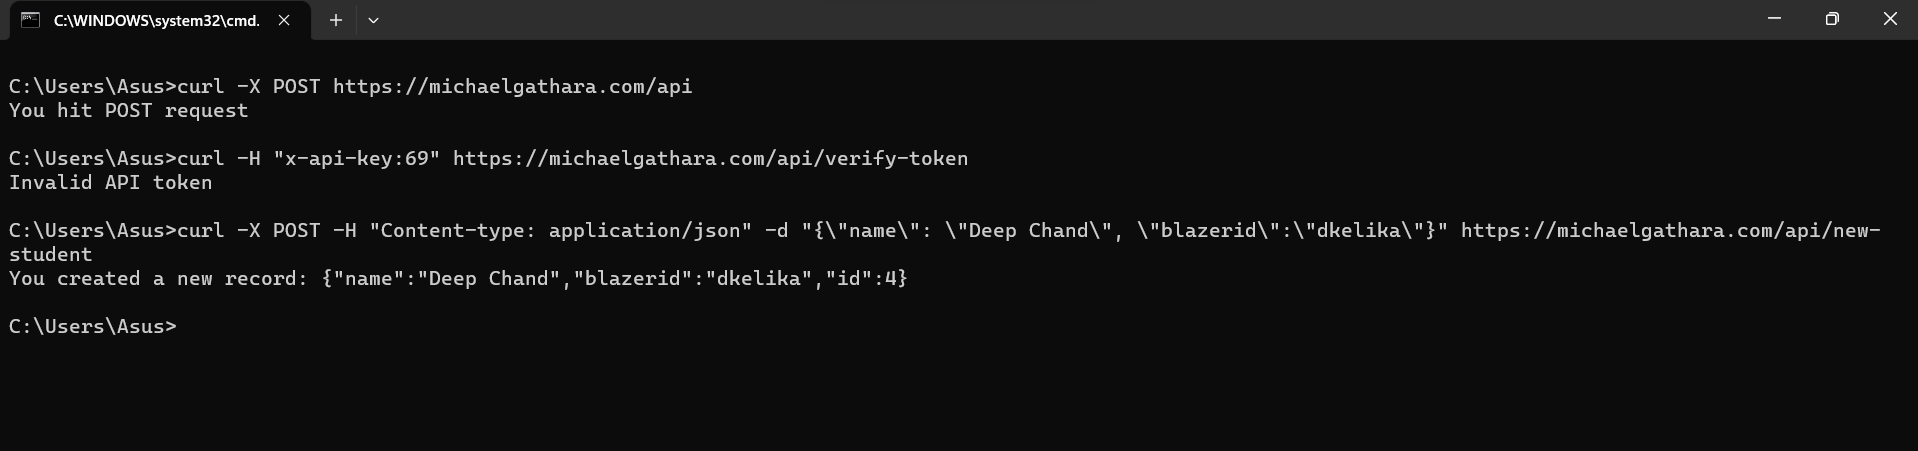 C:\WINDOWS\system32\cmd.
C:\Users\Asus>curl -X POST https://michaelgathara.com/api
You hit POST request
C:\Users\Asus>curl -H "x-api-key:69" https://michaelgathara.com/api/verify-token
Invalid API token
C:\Users\Asus>curl -X POST -H "Content-type: application/json" -d "{\"name\": \"Deep Chand\", \"blazerid\":\"dkelika\"}" https://michaelgathara.com/api/new-
student
You created a new record: {"name":"Deep Chand","blazerid":"dkelika","id":4}
C:\Users\Asus>